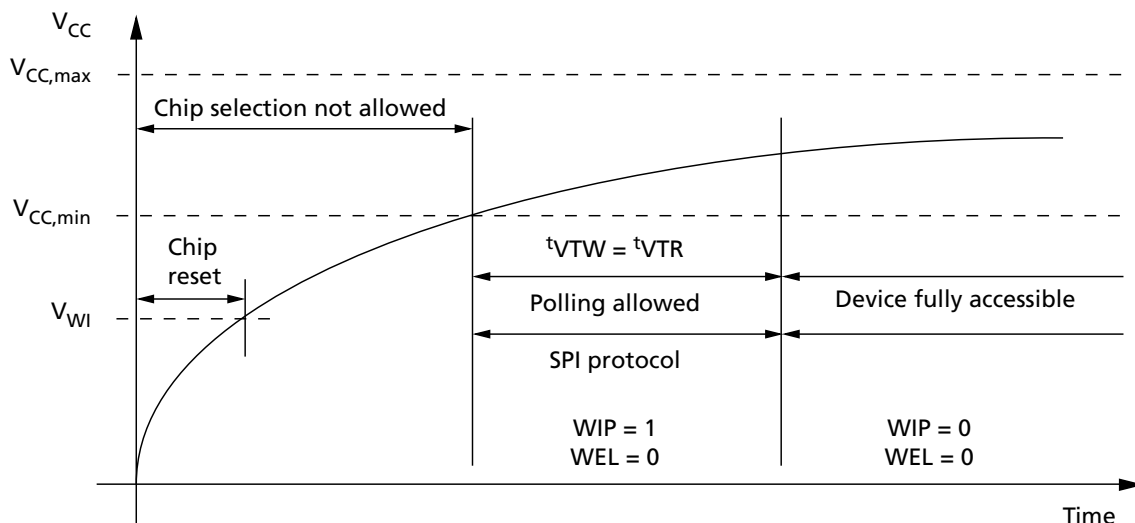 VCC
VCC,max
Chip selection not allowed
VCC,min
Chip
reset
tVTW = tVTR
Polling allowed
Device fully accessible
VWI
SPI protocol
WIP = 1
WEL = 0
WIP = 0
WEL = 0
Time